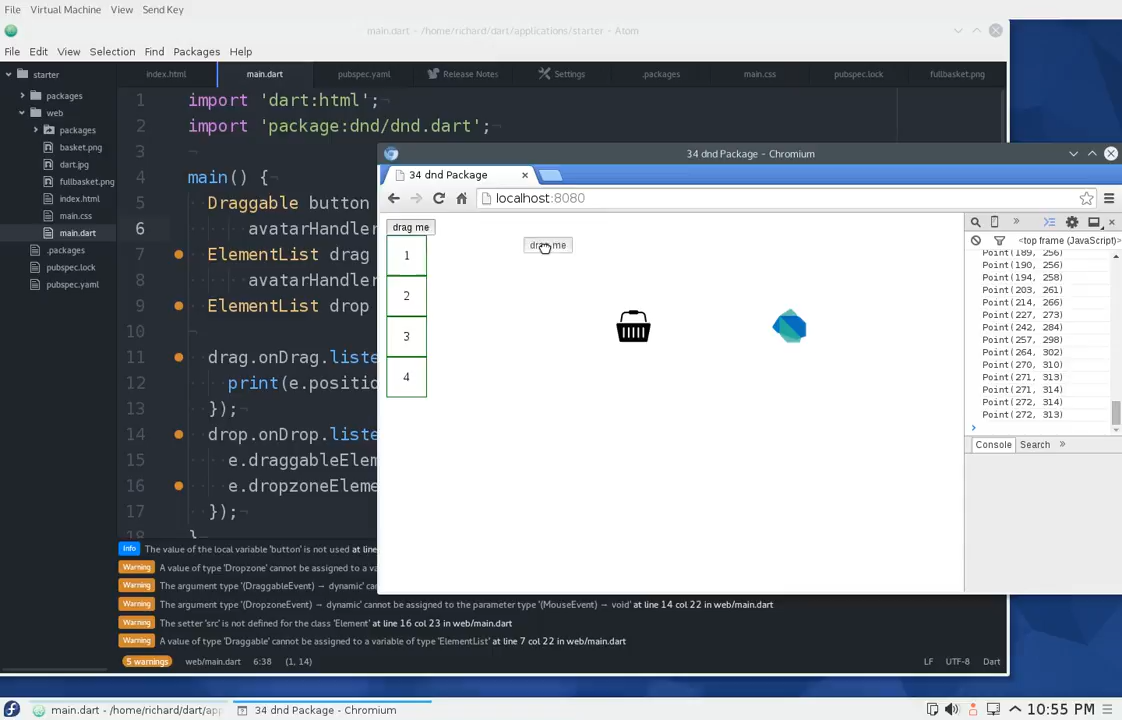 File Virtual Machine View Send Key
main.dart - /home/richard/dart/applications/starter - Atom
File Edit View Selection Find Packages Help
starter
packages
web
packages
basket.png
dart.jpg
fullbasket.png
index.html
main.css
main.dart
.packages
pubspec.lock
pubspec.yaml
index.html main.dart pubspec.yaml Release Notes Settings .packages main.css pubspec.lock fullbasket.png
1 import 'dart:html';
2 import 'package:dnd/dnd.dart';
3
4 main() {
5 Draggable button
6 avatarHandler
7 ElementList drag
8 avatarHandler
9 ElementList drop
10
11 drag.onDrag.liste
12 print(e.positio
13 });
14 drop.onDrop.liste
15 e.draggableElem
16 e.dropzoneEleme
17 });
18 }
Info The value of the local variable 'button' is not used at line
Warning A value of type 'Dropzone' cannot be assigned to a va
Warning The argument type '(DraggableEvent) → dynamic' can
Warning The argument type '(DropzoneEvent) → dynamic' cannot be assigned to the parameter type '(MouseEvent) → void' at line 14 col 22 in web/main.dart
Warning The setter 'src' is not defined for the class 'Element' at line 16 col 23 in web/main.dart
Warning A value of type 'Draggable' cannot be assigned to a variable of type 'ElementList' at line 7 col 22 in web/main.dart
5 warnings web/main.dart 6:38 (1, 14) LF UTF-8 Dart
34 dnd Package - Chromium
34 dnd Package
localhost:8080
drag me
drag me
1
2
3
4
<top frame (JavaScript)>
Point(189, 256)
Point(190, 256)
Point(194, 258)
Point(203, 261)
Point(214, 266)
Point(227, 273)
Point(242, 284)
Point(257, 298)
Point(264, 302)
Point(270, 310)
Point(271, 313)
Point(271, 314)
Point(272, 314)
Point(272, 313)
Console Search
main.dart - /home/richard/dart/app 34 dnd Package - Chromium 10:55 PM